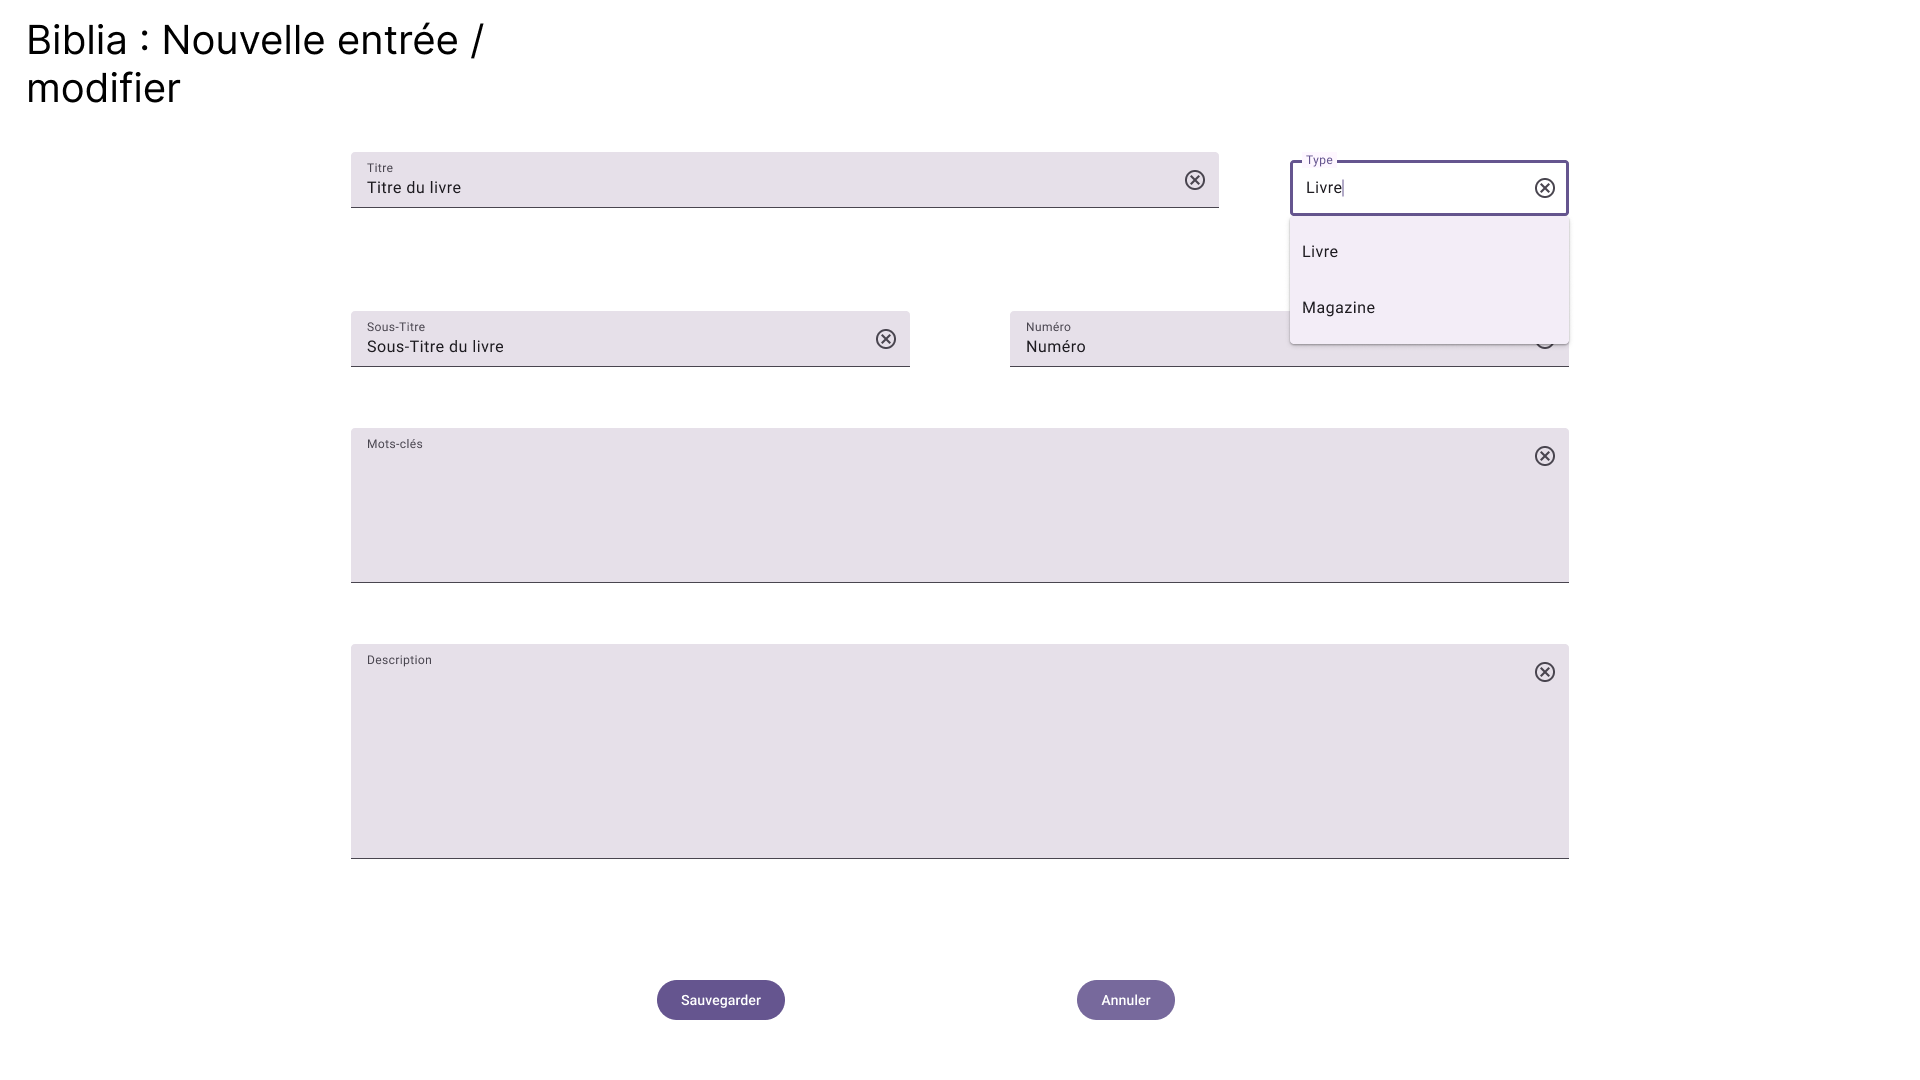 Biblia : Nouvelle entrée /
modifier
Titre
Titre du livre
Type
Livre
Livre
Magazine
Sous-Titre
Sous-Titre du livre
Numéro
Numéro
Mots-clés
Description
Sauvegarder
Annuler